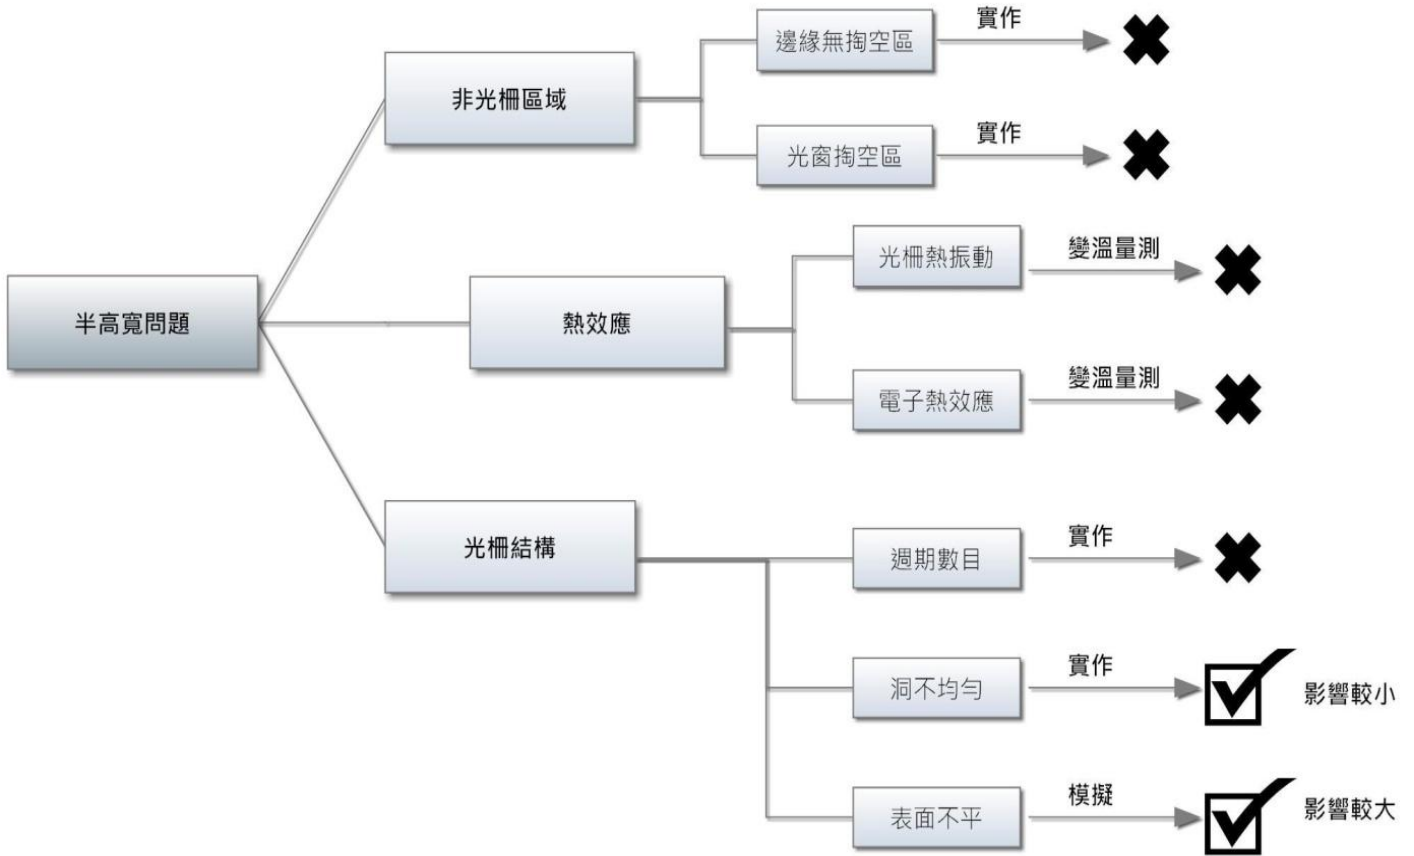 半高寬問題
非光柵區域
邊緣無掏空區
實作
光窗掏空區
實作
熱效應
光柵熱振動
變溫量測
電子熱效應
變溫量測
光柵結構
週期數目
實作
洞不均勻
實作
影響較小
表面不平
模擬
影響較大